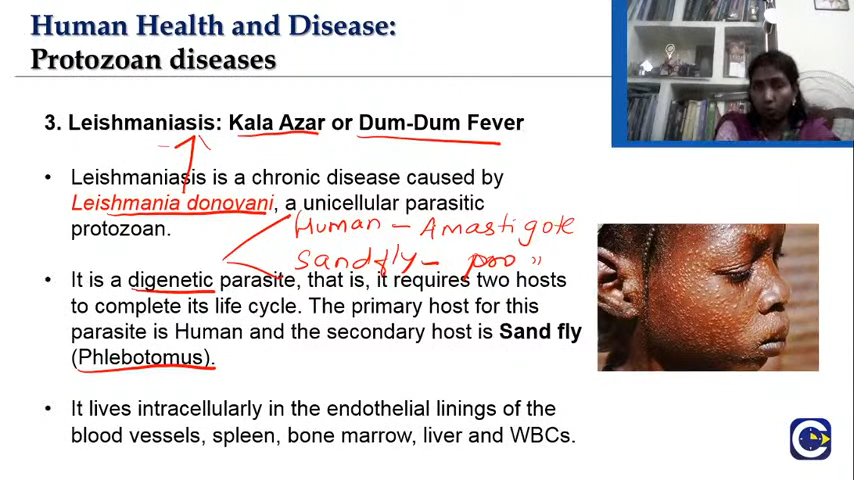 Human Health and Disease:
Protozoan diseases
3. Leishmaniasis: Kala Azar or Dum-Dum Fever
• Leishmaniasis is a chronic disease caused by
Leishmania donovani, a unicellular parasitic
protozoan.
Human - Amastigote
Sandfly - pro "
• It is a digenetic parasite, that is, it requires two hosts
to complete its life cycle. The primary host for this
parasite is Human and the secondary host is Sand fly
(Phlebotomus).
• It lives intracellularly in the endothelial linings of the
blood vessels, spleen, bone marrow, liver and WBCs.